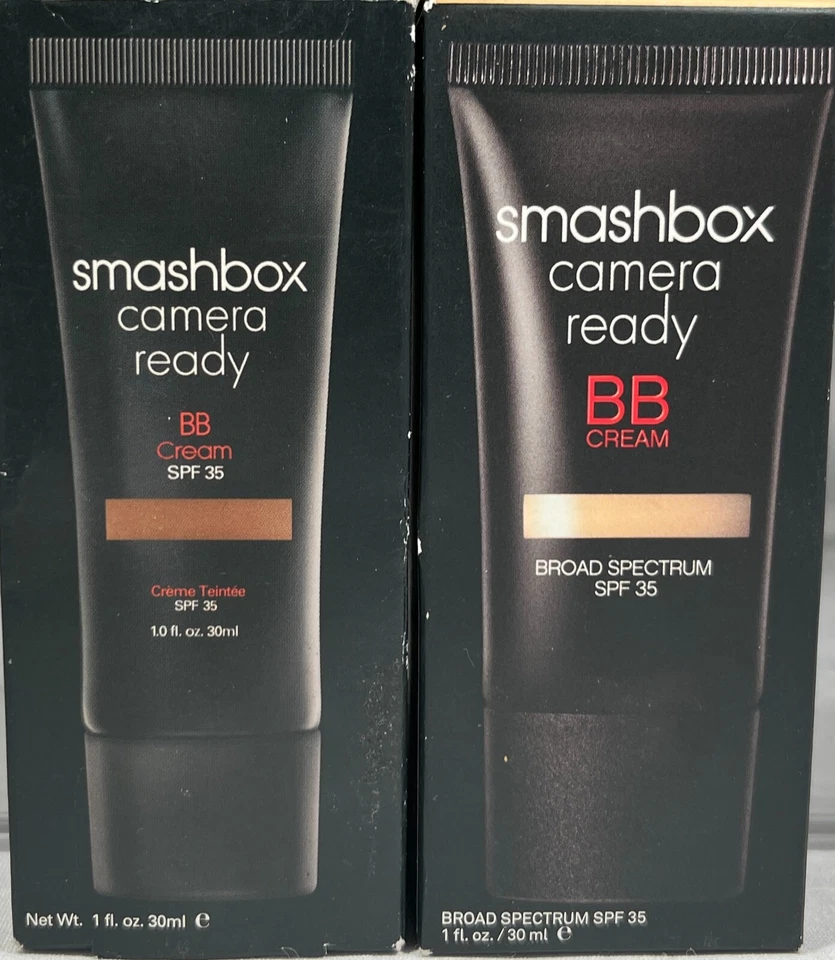 smashbox
camera
ready
BB
Cream
SPF 35
Crème Teintée
SPF 35
1.0 fl. oz. 30ml
Net Wt. 1 fl. oz. 30ml ℮
smashbox
camera
ready
BB
CREAM
BROAD SPECTRUM
SPF 35
BROAD SPECTRUM SPF 35
1 fl. oz. / 30 ml ℮